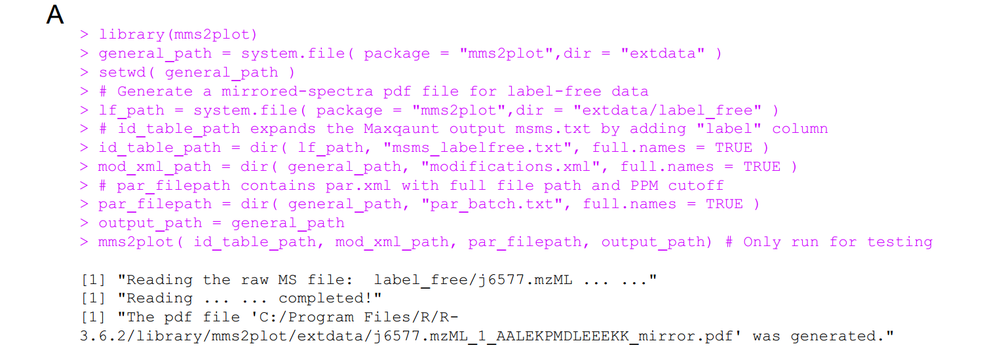 A
> library(mms2plot)
> general_path = system.file( package = "mms2plot",dir = "extdata" )
> setwd( general_path )
> # Generate a mirrored-spectra pdf file for label-free data
> lf_path = system.file( package = "mms2plot",dir = "extdata/label_free" )
> # id_table_path expands the Maxqaunt output msms.txt by adding "label" column
> id_table_path = dir( lf_path, "msms_labelfree.txt", full.names = TRUE )
> mod_xml_path = dir( general_path, "modifications.xml", full.names = TRUE )
> # par_filepath contains par.xml with full file path and PPM cutoff
> par_filepath = dir( general_path, "par_batch.txt", full.names = TRUE )
> output_path = general_path
> mms2plot( id_table_path, mod_xml_path, par_filepath, output_path) # Only run for testing
[1] "Reading the raw MS file:  label_free/j6577.mzML ... ..."
[1] "Reading ... ... completed!"
[1] "The pdf file 'C:/Program Files/R/R-
3.6.2/library/mms2plot/extdata/j6577.mzML_1_AALEKPMDLEEEKK_mirror.pdf' was generated."